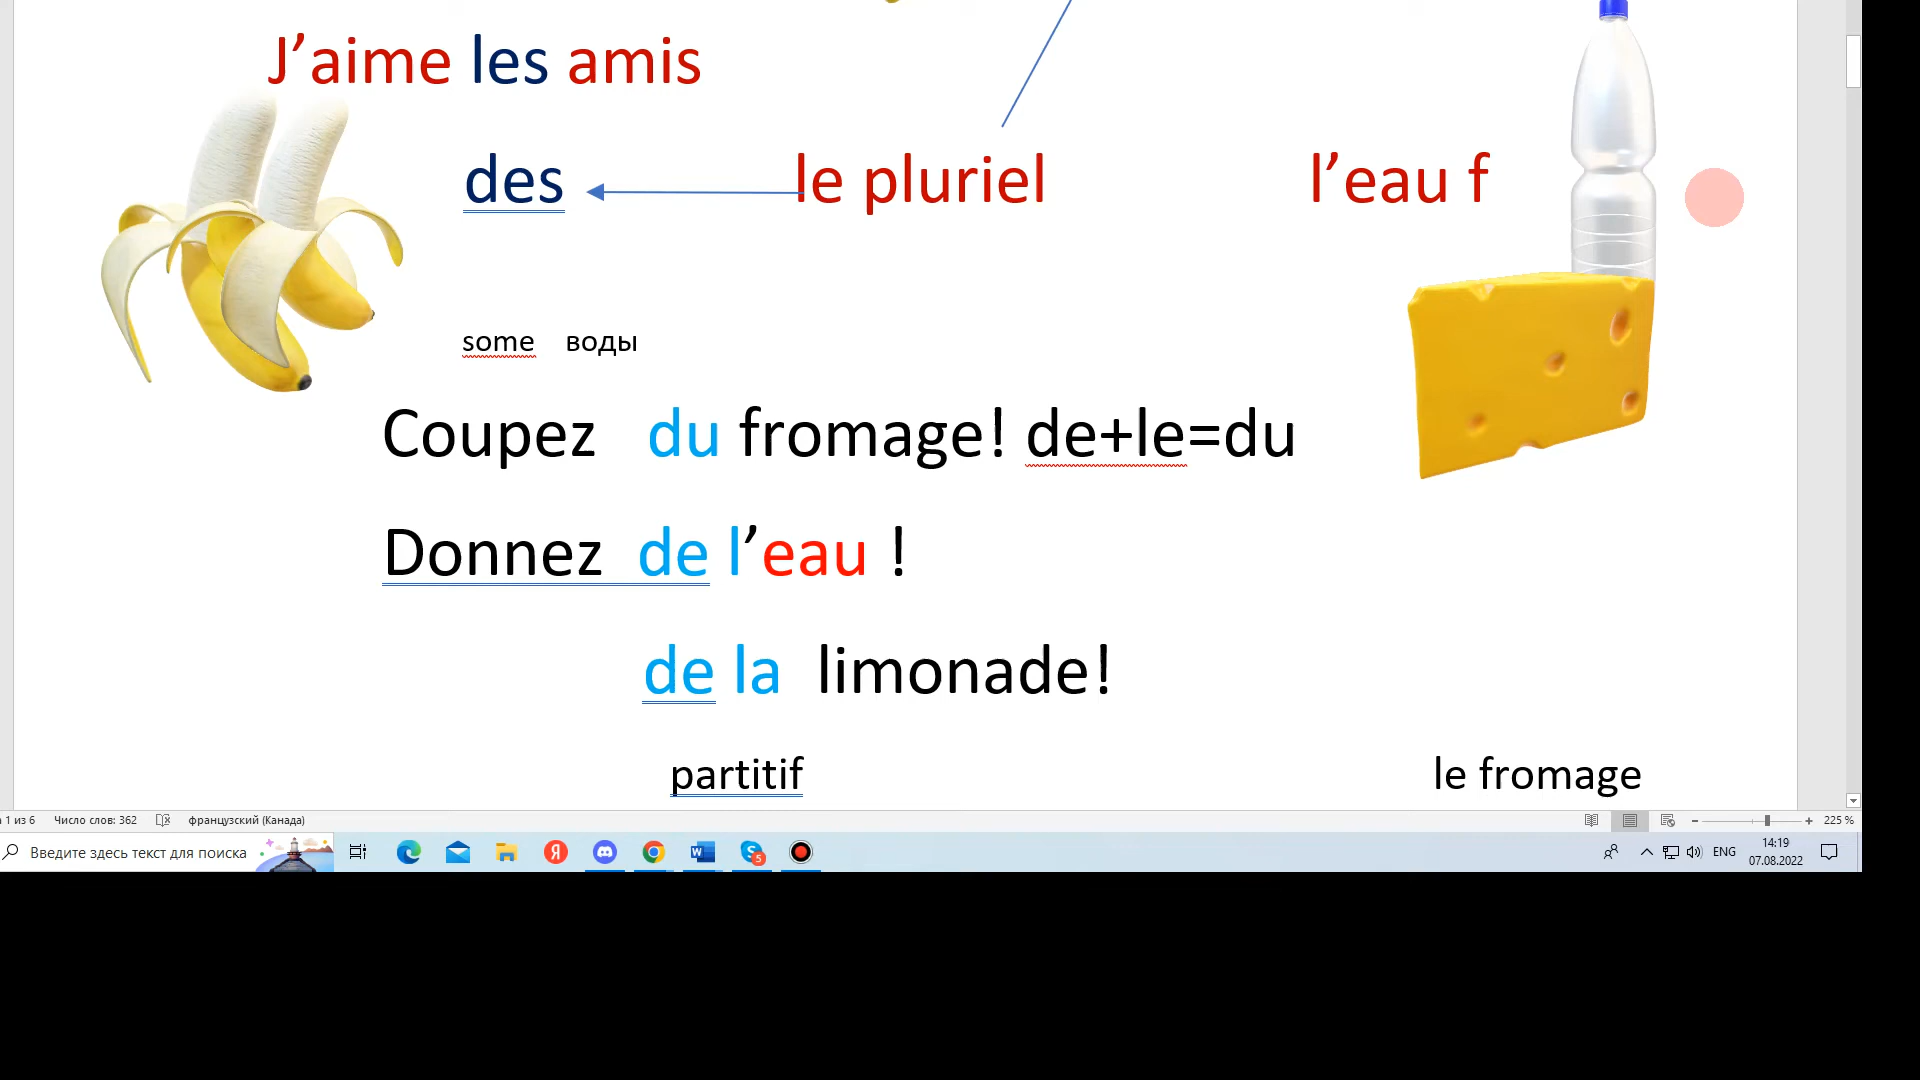 J’aime les amis
des le pluriel l’eau f
some воды
Coupez du fromage! de+le=du
Donnez de l’eau !
de la limonade!
partitif le fromage
1 из 6 Число слов: 362 французский (Канада) 225 %
Введите здесь текст для поиска 5 ENG 14:19
07.08.2022